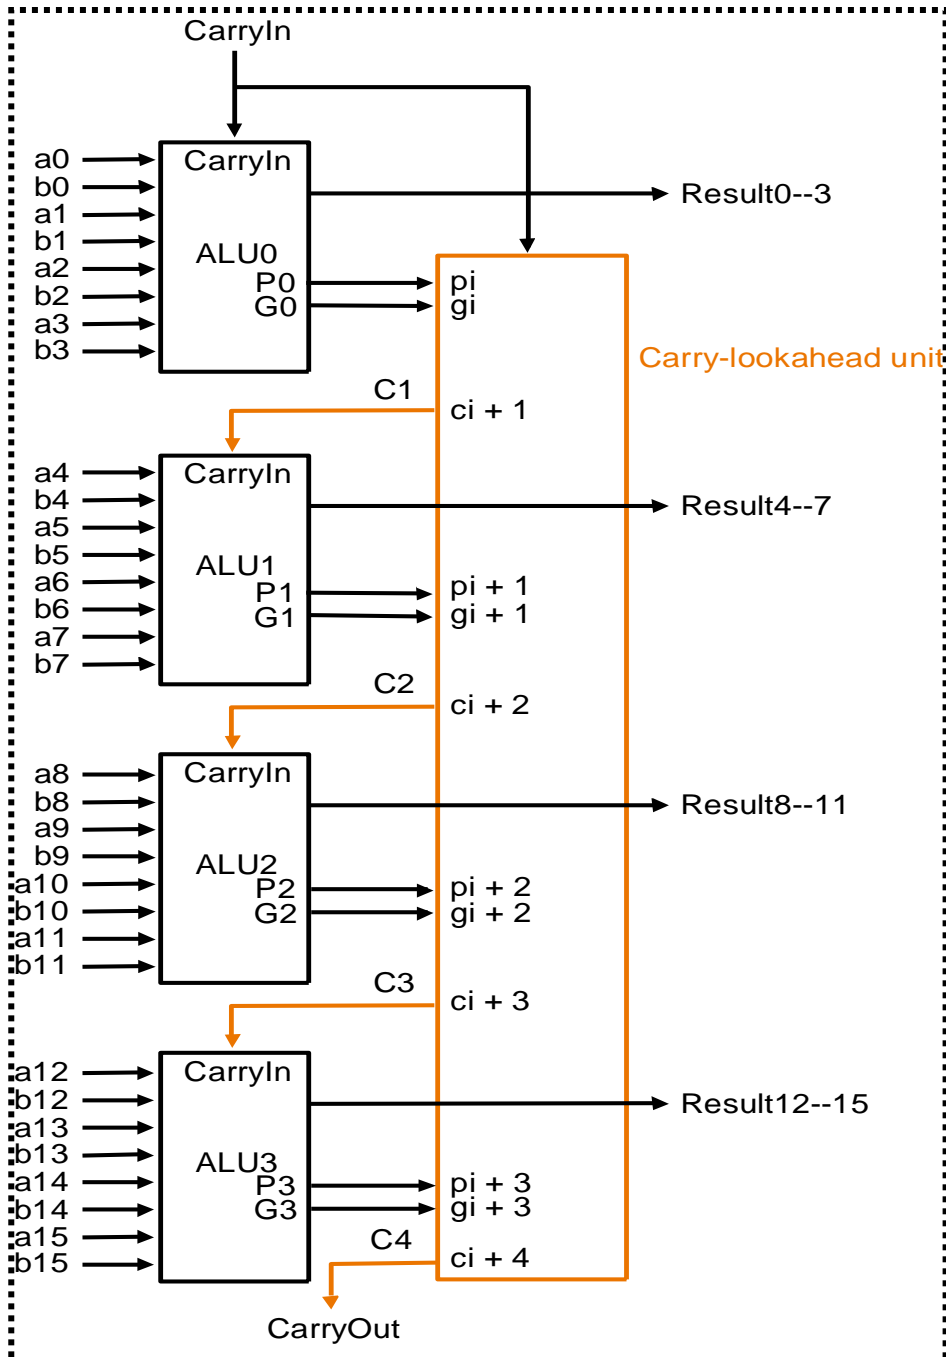 CarryIn
a0
CarryIn
b0
Result0--3
a1
b1
ALU0
a2
P0
pi
b2
G0
gi
a3
b3
Carry-lookahead unit
C1
ci + 1
a4
CarryIn
b4
Result4--7
a5
b5
ALU1
a6
P1
pi + 1
b6
G1
gi + 1
a7
b7
C2
ci + 2
a8
CarryIn
b8
Result8--11
a9
b9
ALU2
a10
P2
pi + 2
b10
G2
gi + 2
a11
b11
C3
ci + 3
a12
CarryIn
b12
Result12--15
a13
b13
ALU3
a14
P3
pi + 3
b14
G3
gi + 3
a15
C4
b15
ci + 4
CarryOut